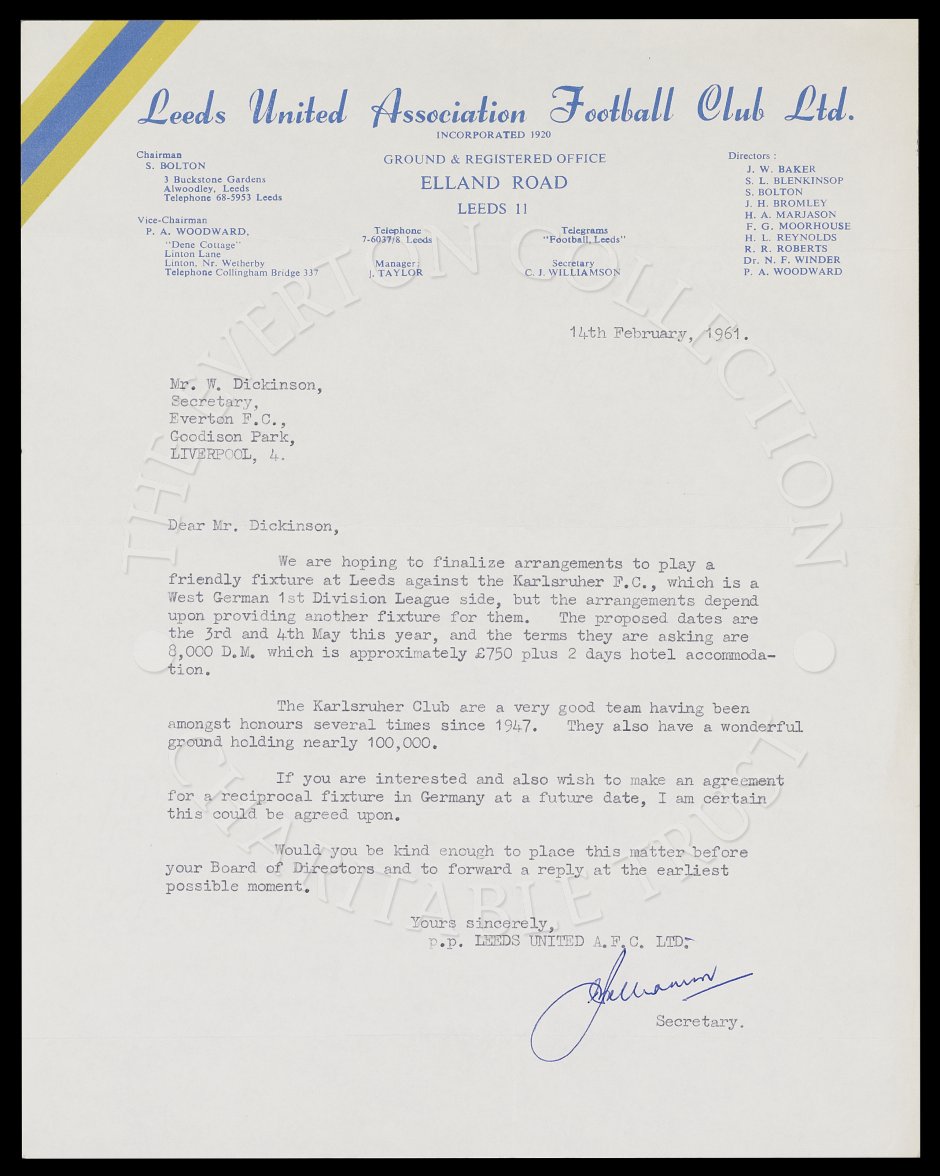 Leeds United Association Football Club Ltd.
INCORPORATED 1920
Chairman
S. BOLTON
3 Buckstone Gardens
Alwoodley, Leeds
Telephone 68-5953 Leeds
Vice-Chairman
P. A. WOODWARD,
"Dene Cottage"
Linton Lane
Linton, Nr. Wetherby
Telephone Collingham Bridge 337
GROUND & REGISTERED OFFICE
ELLAND ROAD
LEEDS 11
Telephone
7-6037/8 Leeds
Telegrams
"Football, Leeds"
Manager:
J. TAYLOR
Secretary
C. J. WILLIAMSON
Directors :
J. W. BAKER
S. L. BLENKINSOP
S. BOLTON
J. H. BROMLEY
H. A. MARJASON
F. G. MOORHOUSE
H. L. REYNOLDS
R. R. ROBERTS
Dr. N. F. WINDER
P. A. WOODWARD
14th February, 1961.
Mr. W. Dickinson,
Secretary,
Everton F.C.,
Goodison Park,
LIVERPOOL, 4.
Dear Mr. Dickinson,
We are hoping to finalize arrangements to play a
friendly fixture at Leeds against the Karlsruher F.C., which is a
West German 1st Division League side, but the arrangements depend
upon providing another fixture for them. The proposed dates are
the 3rd and 4th May this year, and the terms they are asking are
8,000 D.M. which is approximately £750 plus 2 days hotel accommoda-
tion.
The Karlsruher Club are a very good team having been
amongst honours several times since 1947. They also have a wonderful
ground holding nearly 100,000.
If you are interested and also wish to make an agreement
for a reciprocal fixture in Germany at a future date, I am certain
this could be agreed upon.
Would you be kind enough to place this matter before
your Board of Directors and to forward a reply at the earliest
possible moment.
Yours sincerely,
p.p. LEEDS UNITED A.F.C. LTD.
CJWilliamson
Secretary.
THE EVERTON COLLECTION
CHARITABLE TRUST